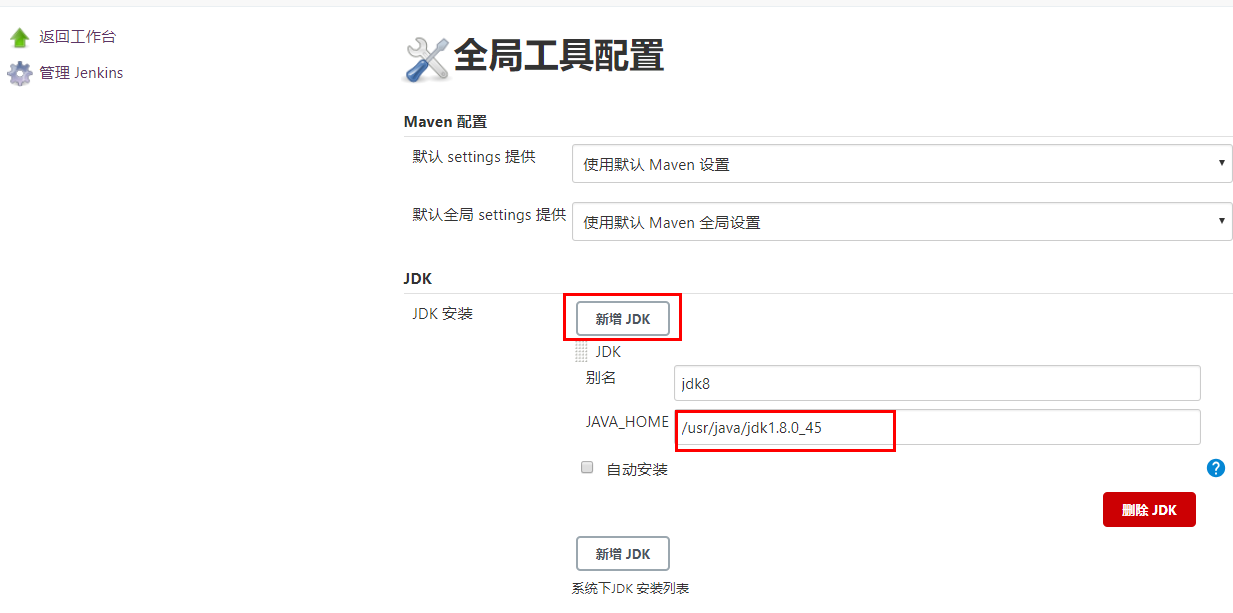 返回工作台
管理 Jenkins
全局工具配置
Maven 配置
默认 settings 提供
使用默认 Maven 设置
默认全局 settings 提供
使用默认 Maven 全局设置
JDK
JDK 安装
新增 JDK
JDK
别名
jdk8
JAVA_HOME
/usr/java/jdk1.8.0_45
自动安装
?
删除 JDK
新增 JDK
系统下JDK 安装列表